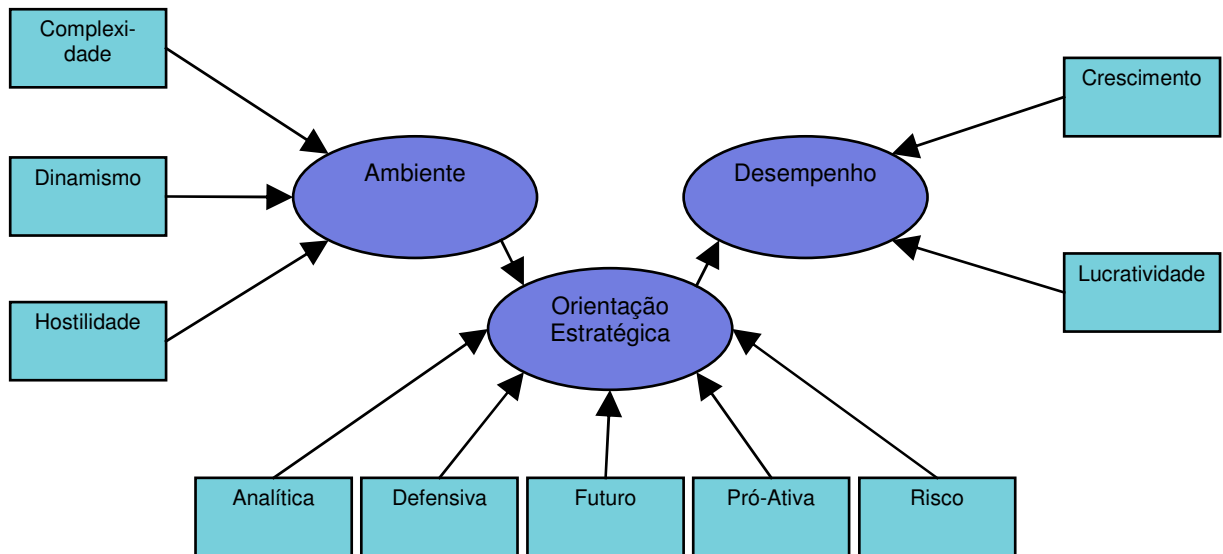 Complexi-
dade
Dinamismo
Hostilidade
Ambiente
Desempenho
Crescimento
Lucratividade
Orientação
Estratégica
Analítica
Defensiva
Futuro
Pró-Ativa
Risco